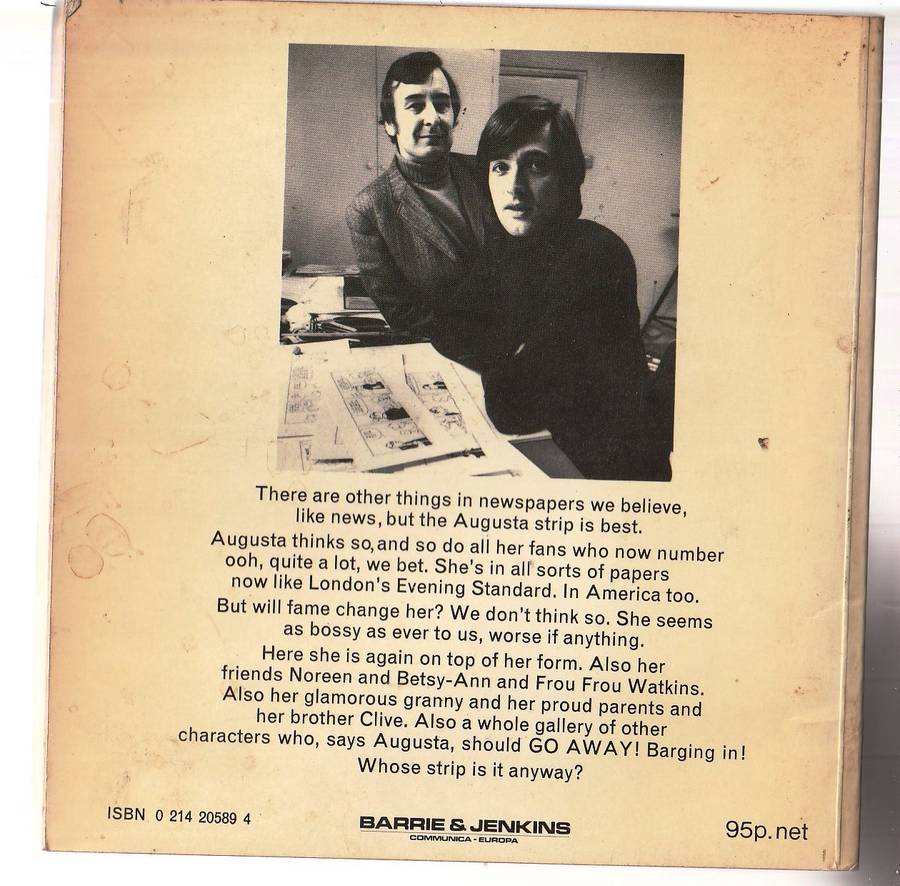 There are other things in newspapers we believe,
like news, but the Augusta strip is best.
Augusta thinks so, and so do all her fans who now number
ooh, quite a lot, we bet. She's in all sorts of papers
now like London's Evening Standard. In America too.
But will fame change her? We don't think so. She seems
as bossy as ever to us, worse if anything.
Here she is again on top of her form. Also her
friends Noreen and Betsy-Ann and Frou Frou Watkins.
Also her glamorous granny and her proud parents and
her brother Clive. Also a whole gallery of other
characters who, says Augusta, should GO AWAY! Barging in!
Whose strip is it anyway?
ISBN 0 214 20589 4
BARRIE & JENKINS
COMMUNICA - EUROPA
95p. net